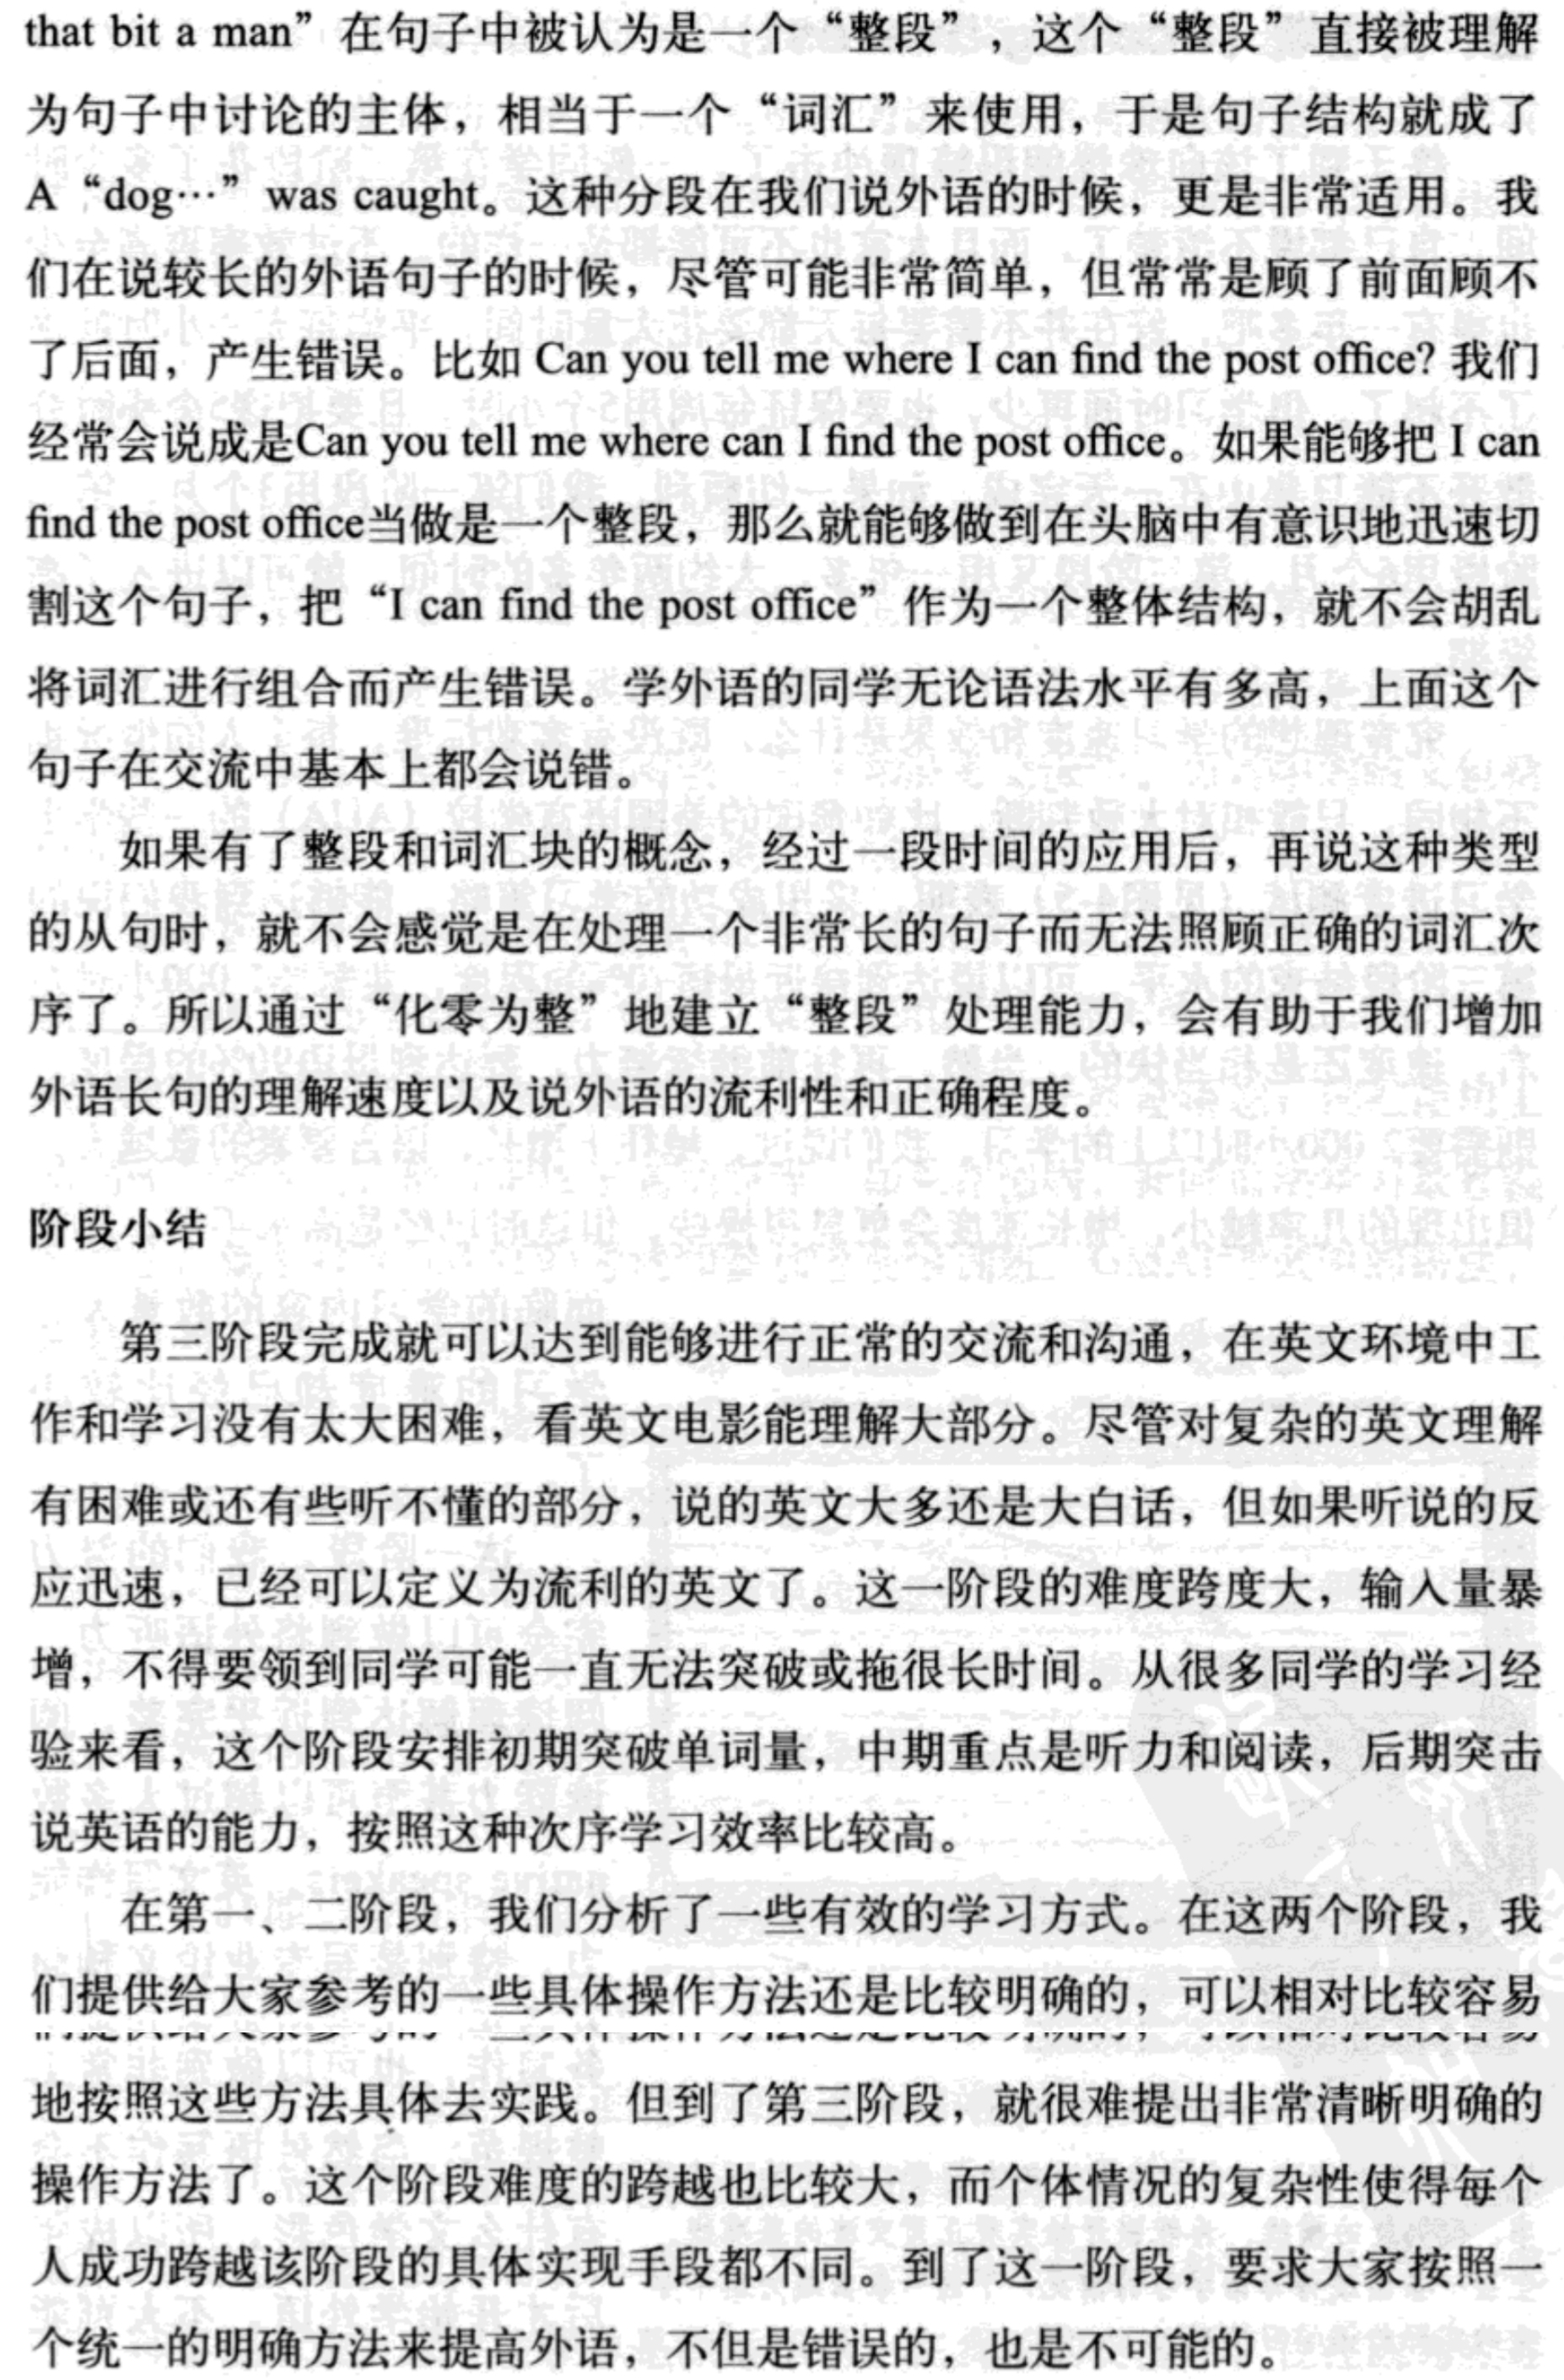 that bit a man”在句子中被认为是一个“整段”，这个“整段”直接被理解
为句子中讨论的主体，相当于一个“词汇”来使用，于是句子结构就成了
A “dog…” was caught。这种分段在我们说外语的时候，更是非常适用。我
们在说较长的外语句子的时候，尽管可能非常简单，但常常是顾了前面顾不
了后面，产生错误。比如 Can you tell me where I can find the post office? 我们
经常会说成是Can you tell me where can I find the post office。如果能够把 I can
find the post office当做是一个整段，那么就能够做到在头脑中有意识地迅速切
割这个句子，把“I can find the post office”作为一个整体结构，就不会胡乱
将词汇进行组合而产生错误。学外语的同学无论语法水平有多高，上面这个
句子在交流中基本上都会说错。
如果有了整段和词汇块的概念，经过一段时间的应用后，再说这种类型
的从句时，就不会感觉是在处理一个非常长的句子而无法照顾正确的词汇次
序了。所以通过“化零为整”地建立“整段”处理能力，会有助于我们增加
外语长句的理解速度以及说外语的流利性和正确程度。
阶段小结
第三阶段完成就可以达到能够进行正常的交流和沟通，在英文环境中工
作和学习没有太大困难，看英文电影能理解大部分。尽管对复杂的英文理解
有困难或还有些听不懂的部分，说的英文大多还是大白话，但如果听说的反
应迅速，已经可以定义为流利的英文了。这一阶段的难度跨度大，输入量暴
增，不得要领到同学可能一直无法突破或拖很长时间。从很多同学的学习经
验来看，这个阶段安排初期突破单词量，中期重点是听力和阅读，后期突击
说英语的能力，按照这种次序学习效率比较高。
在第一、二阶段，我们分析了一些有效的学习方式。在这两个阶段，我
们提供给大家参考的一些具体操作方法还是比较明确的，可以相对比较容易
地按照这些方法具体去实践。但到了第三阶段，就很难提出非常清晰明确的
操作方法了。这个阶段难度的跨越也比较大，而个体情况的复杂性使得每个
人成功跨越该阶段的具体实现手段都不同。到了这一阶段，要求大家按照一
个统一的明确方法来提高外语，不但是错误的，也是不可能的。